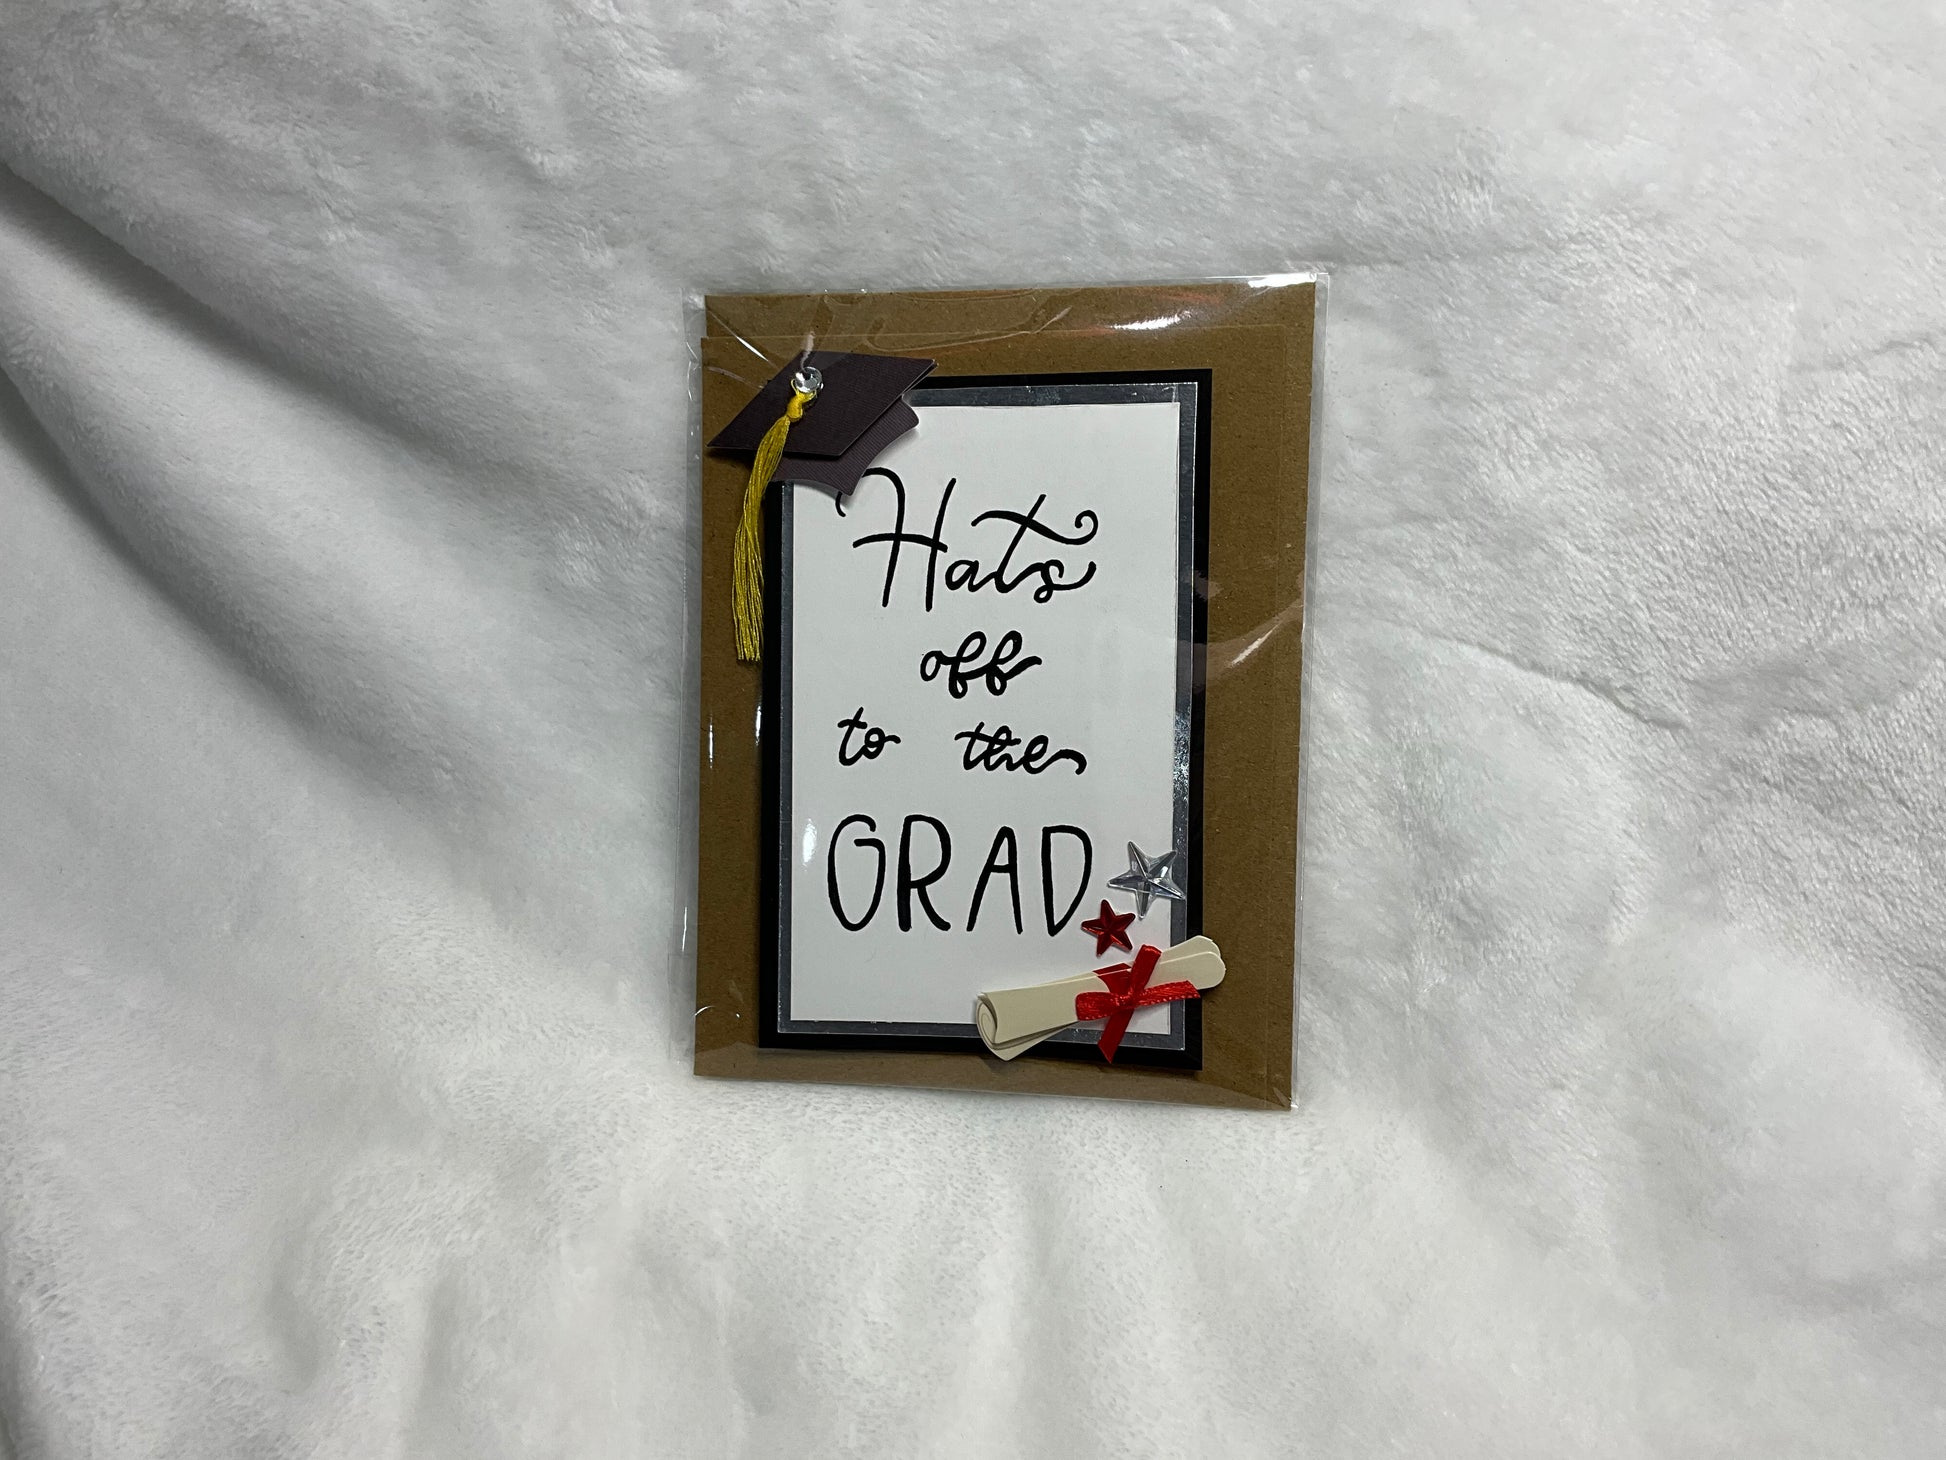 Hats
off
to the
GRAD